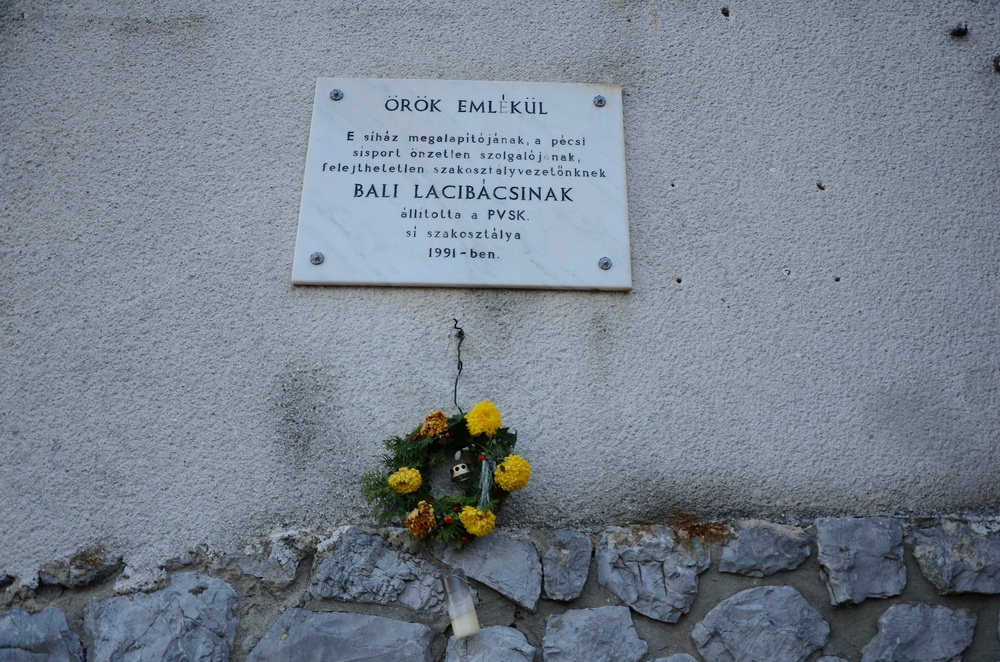 ÖRÖK EMLÉKÜL
E síház megalapítójának, a pécsi
sísport önzetlen szolgálójának,
felejthetetlen szakosztályvezetőnknek
BALI LACIBÁCSINAK
állította a PVSK.
sí szakosztálya
1991-ben.